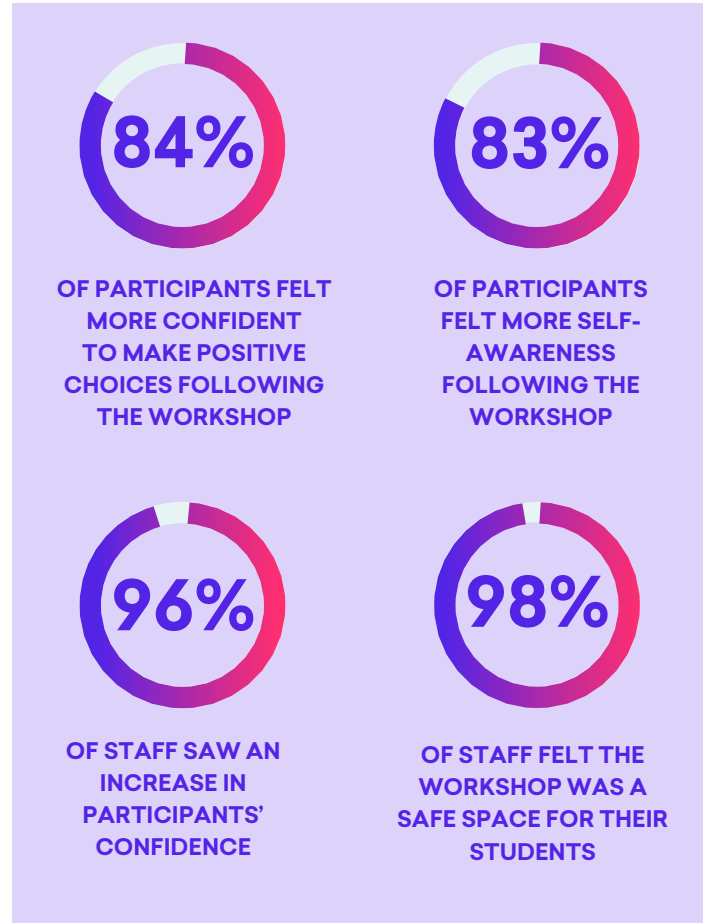 84%
OF PARTICIPANTS FELT
MORE CONFIDENT
TO MAKE POSITIVE
CHOICES FOLLOWING
THE WORKSHOP
83%
OF PARTICIPANTS
FELT MORE SELF-
AWARENESS
FOLLOWING THE
WORKSHOP
96%
OF STAFF SAW AN
INCREASE IN
PARTICIPANTS’
CONFIDENCE
98%
OF STAFF FELT THE
WORKSHOP WAS A
SAFE SPACE FOR THEIR
STUDENTS